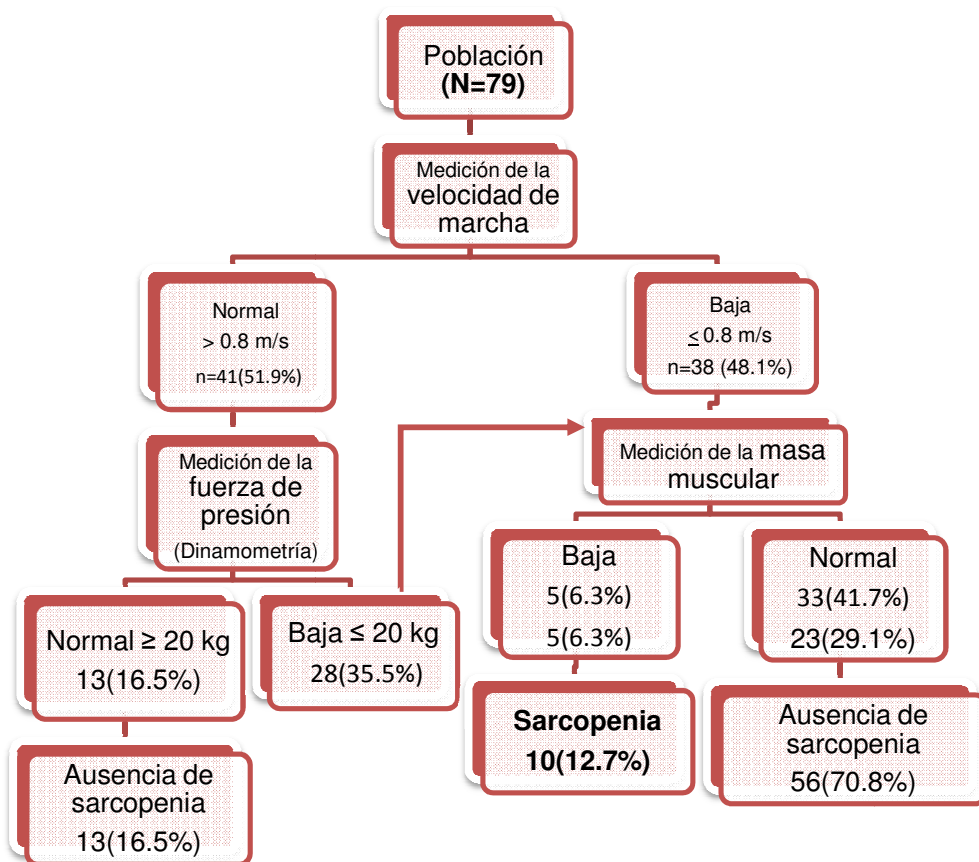 Población
(N=79)
Medición de la
velocidad de
marcha
Normal
> 0.8 m/s
n=41(51.9%)
Baja
≤ 0.8 m/s
n=38 (48.1%)
Medición de la
fuerza de
presión
(Dinamometría)
Medición de la masa
muscular
Normal ≥ 20 kg
13(16.5%)
Baja ≤ 20 kg
28(35.5%)
Baja
5(6.3%)
5(6.3%)
Normal
33(41.7%)
23(29.1%)
Ausencia de
sarcopenia
13(16.5%)
Sarcopenia
10(12.7%)
Ausencia de
sarcopenia
56(70.8%)